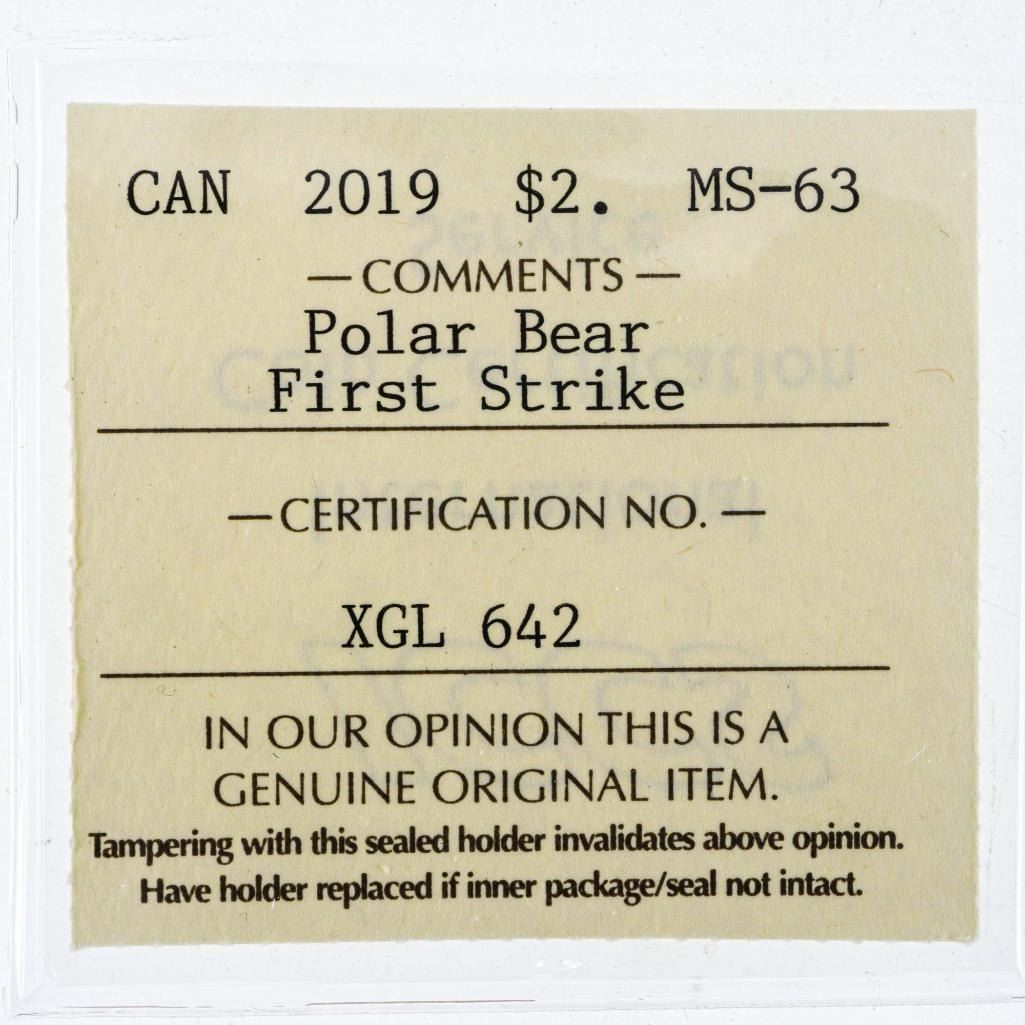 CAN 2019 $2. MS-63
— COMMENTS —
Polar Bear
First Strike
— CERTIFICATION NO. —
XGL 642
IN OUR OPINION THIS IS A
GENUINE ORIGINAL ITEM.
Tampering with this sealed holder invalidates above opinion.
Have holder replaced if inner package/seal not intact.